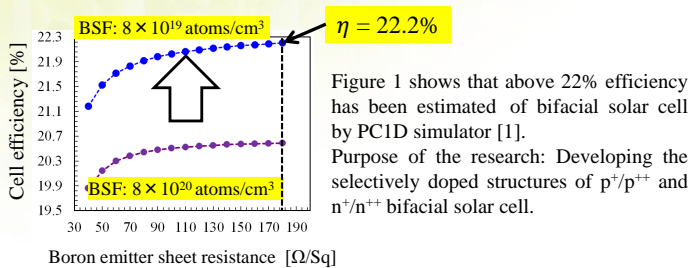 BSF: 8 × 10¹⁹ atoms/cm³
η = 22.2%
Cell efficiency [%]
22.3
21.9
21.5
21.1
20.7
20.3
19.9
19.5
BSF: 8 × 10²⁰ atoms/cm³
30 50 70 90 110 130 150 170 190
Boron emitter sheet resistance [Ω/Sq]
Figure 1 shows that above 22% efficiency
has been estimated of bifacial solar cell
by PC1D simulator [1].
Purpose of the research: Developing the
selectively doped structures of p⁺/p⁺⁺ and
n⁺/n⁺⁺ bifacial solar cell.